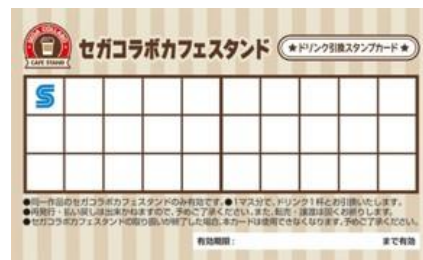 SEGA COLLABO
CAFE STAND
セガコラボカフェスタンド
★ドリンク引換スタンプカード★
S
●同一作品のセガコラボカフェスタンドのみ有効です。●1マス分で、ドリンク1杯とお引換いたします。
●再発行・払い戻しは出来かねますので、予めご了承ください。また、転売・譲渡は固くお断りします。
●セガコラボカフェスタンドの取り扱いが終了した場合、本カードは使用できなくなります。予めご了承ください。
有効期限: まで有効